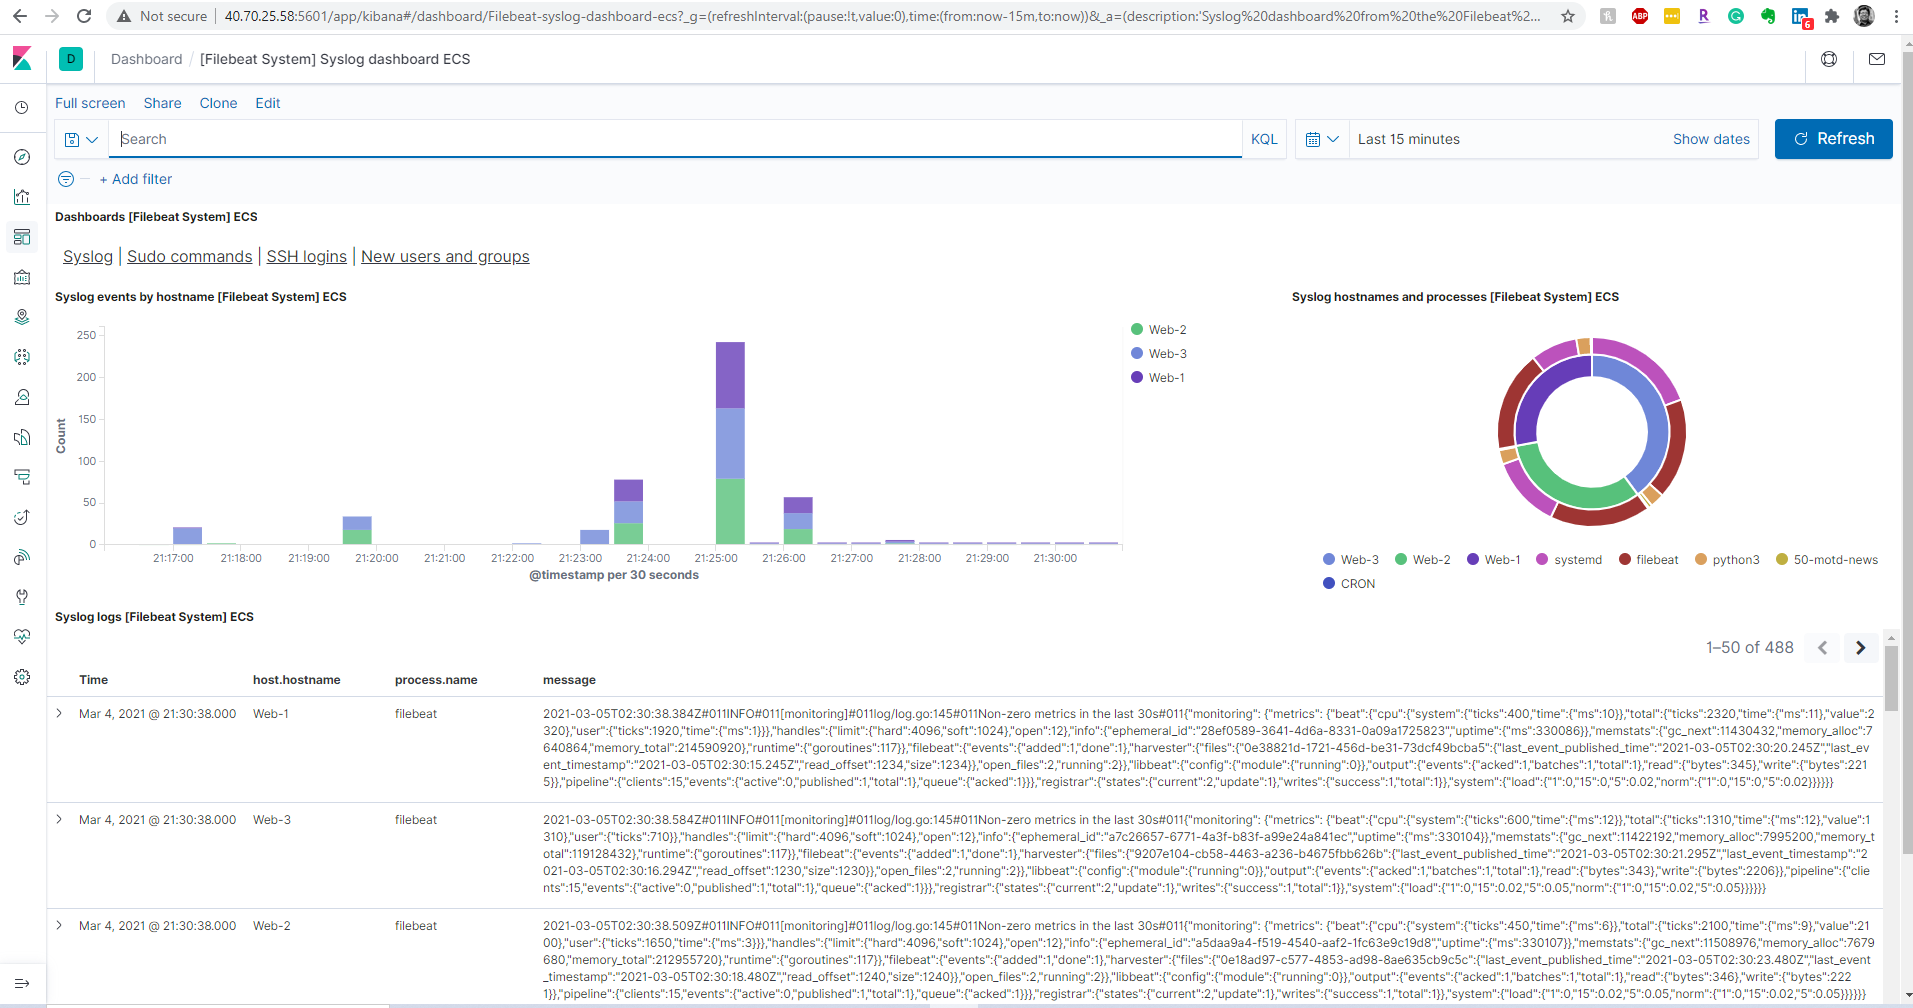 Not secure
40.70.25.58:5601/app/kibana#/dashboard/Filebeat-syslog-dashboard-ecs?_g=(refreshInterval:(pause:!t,value:0),time:(from:now-15m,to:now))&_a=(description:'Syslog%20dashboard%20from%20the%20Filebeat%2...
ABP
R
6
D
Dashboard / [Filebeat System] Syslog dashboard ECS
Full screen Share Clone Edit
Search
KQL
Last 15 minutes
Show dates
Refresh
+ Add filter
Dashboards [Filebeat System] ECS
Syslog | Sudo commands | SSH logins | New users and groups
Syslog events by hostname [Filebeat System] ECS
Count
250
200
150
100
50
0
21:17:00 21:18:00 21:19:00 21:20:00 21:21:00 21:22:00 21:23:00 21:24:00 21:25:00 21:26:00 21:27:00 21:28:00 21:29:00 21:30:00
@timestamp per 30 seconds
Web-2
Web-3
Web-1
Syslog hostnames and processes [Filebeat System] ECS
Web-3 Web-2 Web-1 systemd filebeat python3 50-motd-news
CRON
Syslog logs [Filebeat System] ECS
1–50 of 488
Time host.hostname process.name message
Mar 4, 2021 @ 21:30:38.000 Web-1 filebeat
2021-03-05T02:30:38.384Z#011INFO#011[monitoring]#011log/log.go:145#011Non-zero metrics in the last 30s#011{"monitoring": {"metrics": {"beat":{"cpu":{"system":{"ticks":400,"time":{"ms":10}},"total":{"ticks":2320,"time":{"ms":11},"value":2
320},"user":{"ticks":1920,"time":{"ms":1}}},"handles":{"limit":{"hard":4096,"soft":1024},"open":12},"info":{"ephemeral_id":"28ef0589-3641-4d6a-8331-0a09a1725823","uptime":{"ms":330086}},"memstats":{"gc_next":11430432,"memory_alloc":7
640864,"memory_total":214590920},"runtime":{"goroutines":117}},"filebeat":{"events":{"added":1,"done":1},"harvester":{"files":{"0e38821d-1721-456d-be31-73dcf49bcba5":{"last_event_published_time":"2021-03-05T02:30:20.245Z","last_ev
ent_timestamp":"2021-03-05T02:30:15.245Z","read_offset":1234,"size":1234}},"open_files":2,"running":2}},"libbeat":{"config":{"module":{"running":0}},"output":{"events":{"acked":1,"batches":1,"total":1},"read":{"bytes":345},"write":{"bytes":221
5}},"pipeline":{"clients":15,"events":{"active":0,"published":1,"total":1},"queue":{"acked":1}}},"registrar":{"states":{"current":2,"update":1},"writes":{"success":1,"total":1}},"system":{"load":{"1":0,"15":0,"5":0.02,"norm":{"1":0,"15":0,"5":0.02}}}}}}
Mar 4, 2021 @ 21:30:38.000 Web-3 filebeat
2021-03-05T02:30:38.584Z#011INFO#011[monitoring]#011log/log.go:145#011Non-zero metrics in the last 30s#011{"monitoring": {"metrics": {"beat":{"cpu":{"system":{"ticks":600,"time":{"ms":12}},"total":{"ticks":1310,"time":{"ms":12},"value":1
310},"user":{"ticks":710}},"handles":{"limit":{"hard":4096,"soft":1024},"open":12},"info":{"ephemeral_id":"a7c26657-6771-4a3f-b83f-a99e24a841ec","uptime":{"ms":330104}},"memstats":{"gc_next":11422192,"memory_alloc":7995200,"memory_t
otal":119128432},"runtime":{"goroutines":117}},"filebeat":{"events":{"added":1,"done":1},"harvester":{"files":{"9207e104-cb58-4463-a236-b4675fbb626b":{"last_event_published_time":"2021-03-05T02:30:21.295Z","last_event_timestamp":"2
021-03-05T02:30:16.294Z","read_offset":1230,"size":1230}},"open_files":2,"running":2}},"libbeat":{"config":{"module":{"running":0}},"output":{"events":{"acked":1,"batches":1,"total":1},"read":{"bytes":343},"write":{"bytes":2206}},"pipeline":{"clie
nts":15,"events":{"active":0,"published":1,"total":1},"queue":{"acked":1}}},"registrar":{"states":{"current":2,"update":1},"writes":{"success":1,"total":1}},"system":{"load":{"1":0,"15":0.02,"5":0.05,"norm":{"1":0,"15":0.02,"5":0.05}}}}}}
Mar 4, 2021 @ 21:30:38.000 Web-2 filebeat
2021-03-05T02:30:38.509Z#011INFO#011[monitoring]#011log/log.go:145#011Non-zero metrics in the last 30s#011{"monitoring": {"metrics": {"beat":{"cpu":{"system":{"ticks":450,"time":{"ms":6}},"total":{"ticks":2100,"time":{"ms":9},"value":21
00},"user":{"ticks":1650,"time":{"ms":3}}},"handles":{"limit":{"hard":4096,"soft":1024},"open":12},"info":{"ephemeral_id":"a5daa9a4-f519-4540-aaf2-1fc63e9c19d8","uptime":{"ms":330107}},"memstats":{"gc_next":11508976,"memory_alloc":7679
680,"memory_total":212955720},"runtime":{"goroutines":117}},"filebeat":{"events":{"added":1,"done":1},"harvester":{"files":{"0e18ad97-c577-4853-ad98-8ae635cb9c5c":{"last_event_published_time":"2021-03-05T02:30:23.480Z","last_event
_timestamp":"2021-03-05T02:30:18.480Z","read_offset":1240,"size":1240}},"open_files":2,"running":2}},"libbeat":{"config":{"module":{"running":0}},"output":{"events":{"acked":1,"batches":1,"total":1},"read":{"bytes":346},"write":{"bytes":222
1}},"pipeline":{"clients":15,"events":{"active":0,"published":1,"total":1},"queue":{"acked":1}}},"registrar":{"states":{"current":2,"update":1},"writes":{"success":1,"total":1}},"system":{"load":{"1":0,"15":0.02,"5":0.05,"norm":{"1":0,"15":0.02,"5":0.05}}}}}}